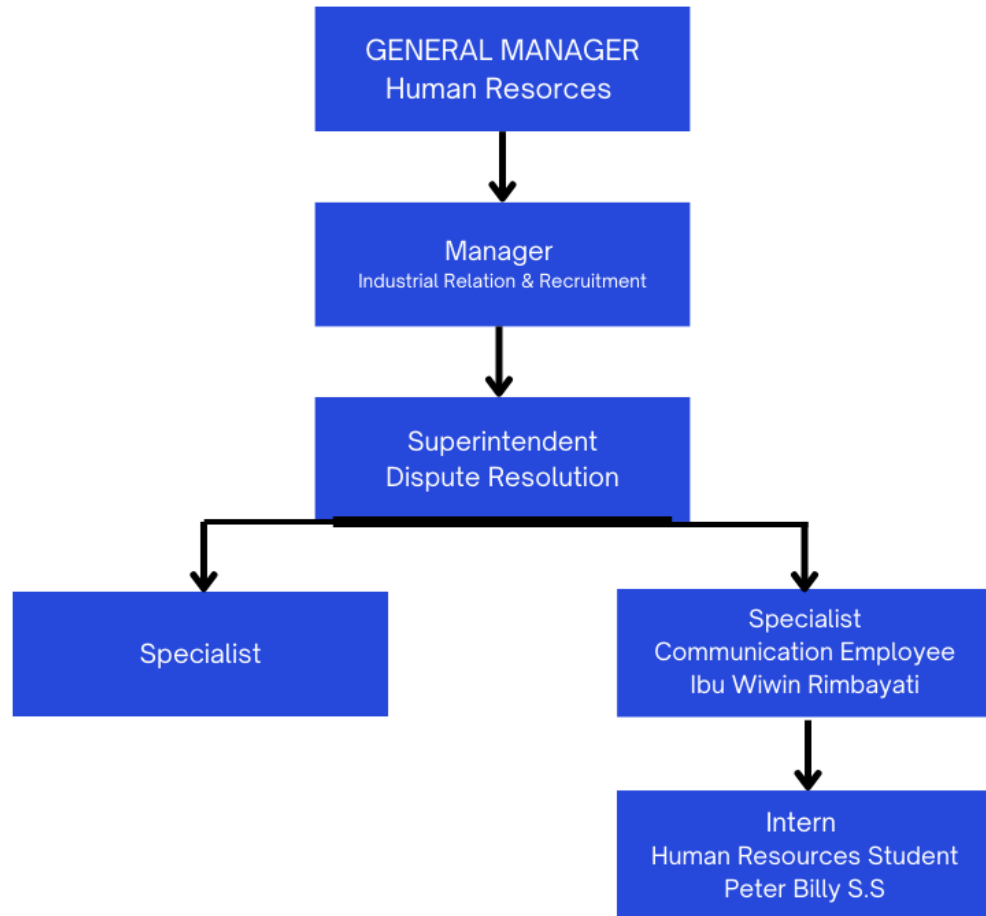 GENERAL MANAGER
Human Resorces
Manager
Industrial Relation & Recruitment
Superintendent
Dispute Resolution
Specialist
Specialist
Communication Employee
Ibu Wiwin Rimbayati
Intern
Human Resources Student
Peter Billy S.S